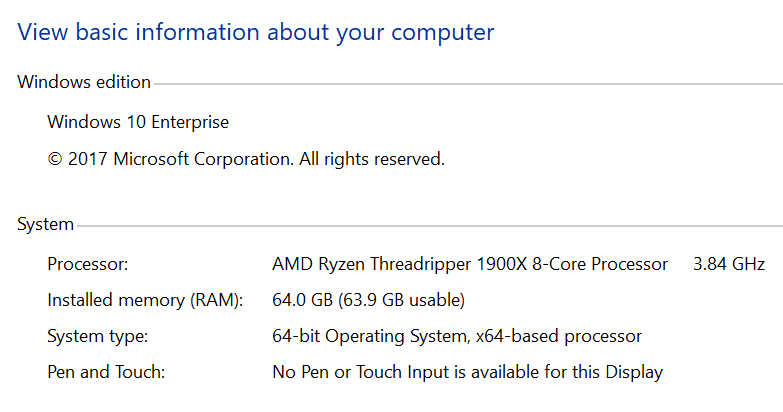 View basic information about your computer
Windows edition
Windows 10 Enterprise
© 2017 Microsoft Corporation. All rights reserved.
System
Processor: AMD Ryzen Threadripper 1900X 8-Core Processor 3.84 GHz
Installed memory (RAM): 64.0 GB (63.9 GB usable)
System type: 64-bit Operating System, x64-based processor
Pen and Touch: No Pen or Touch Input is available for this Display